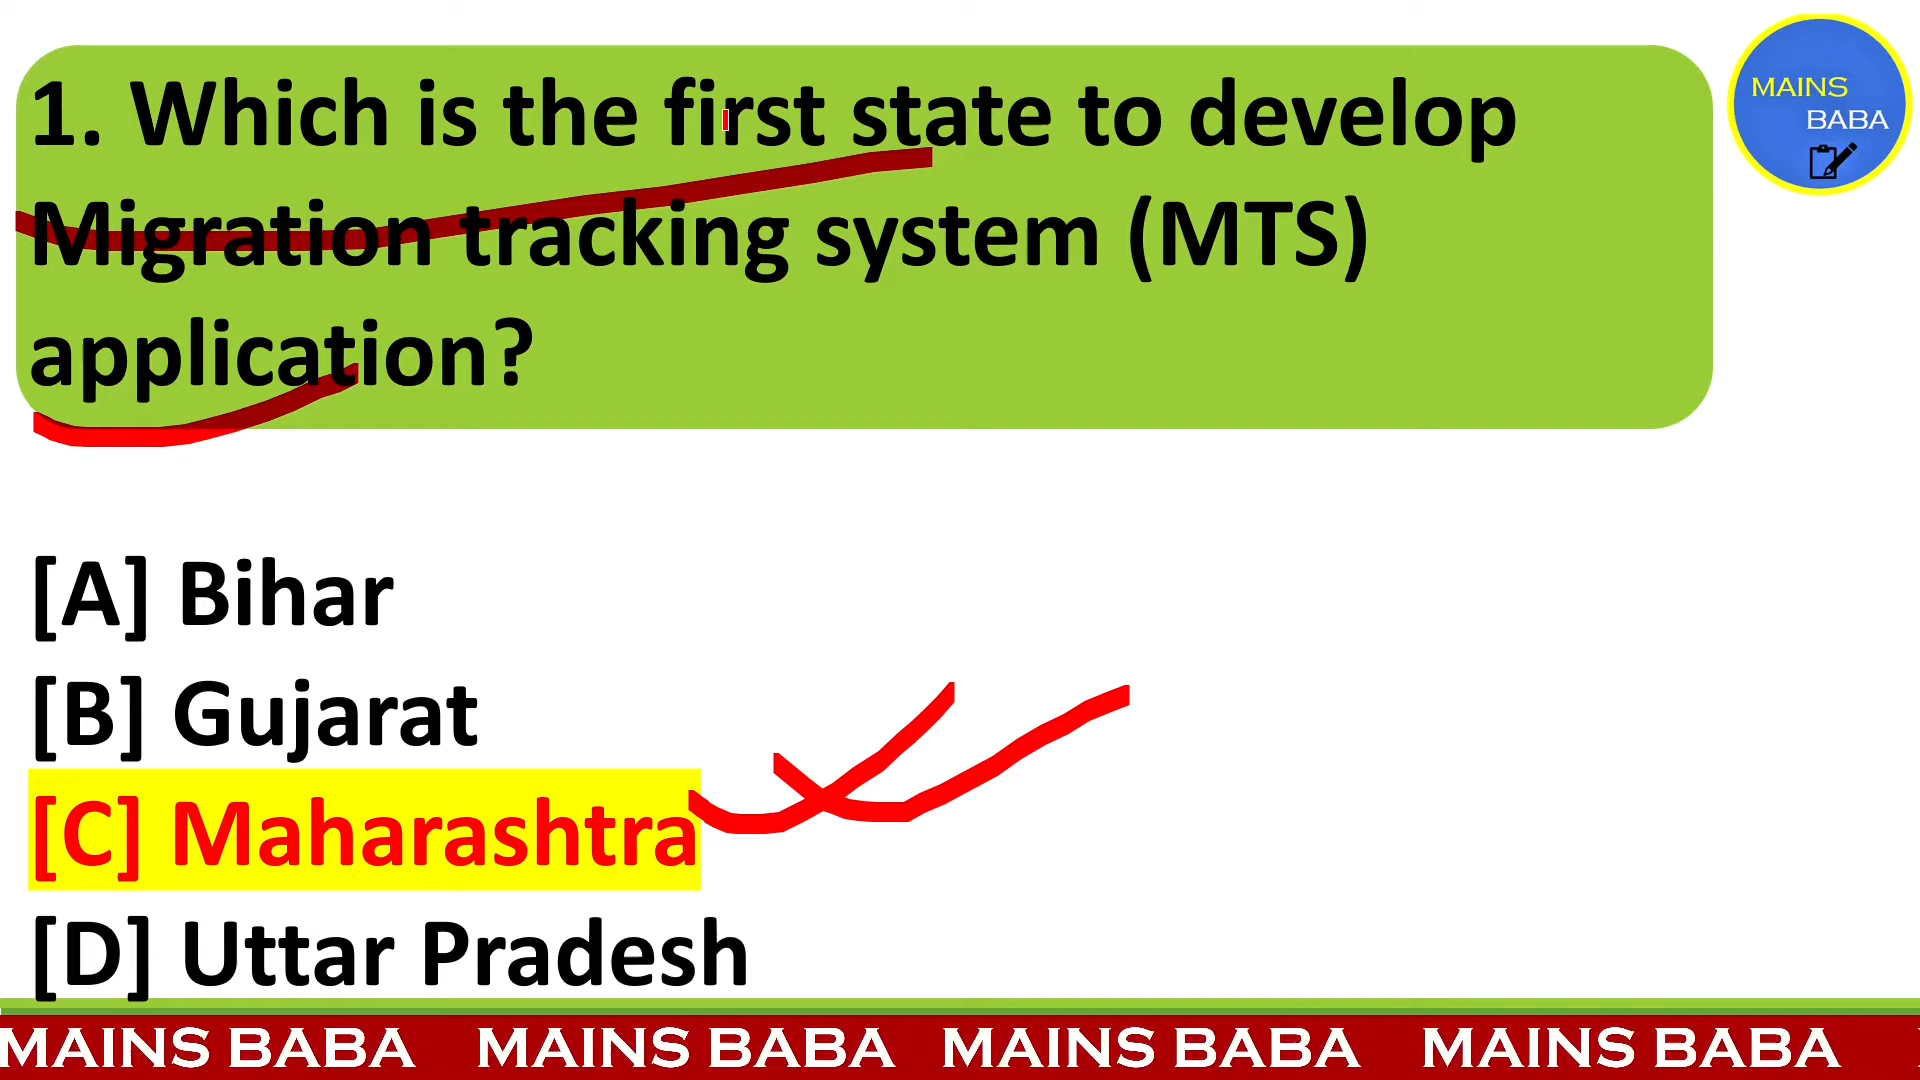 1. Which is the first state to develop
Migration tracking system (MTS)
application?
MAINS
BABA
[A] Bihar
[B] Gujarat
[C] Maharashtra
[D] Uttar Pradesh
MAINS BABA MAINS BABA MAINS BABA MAINS BABA